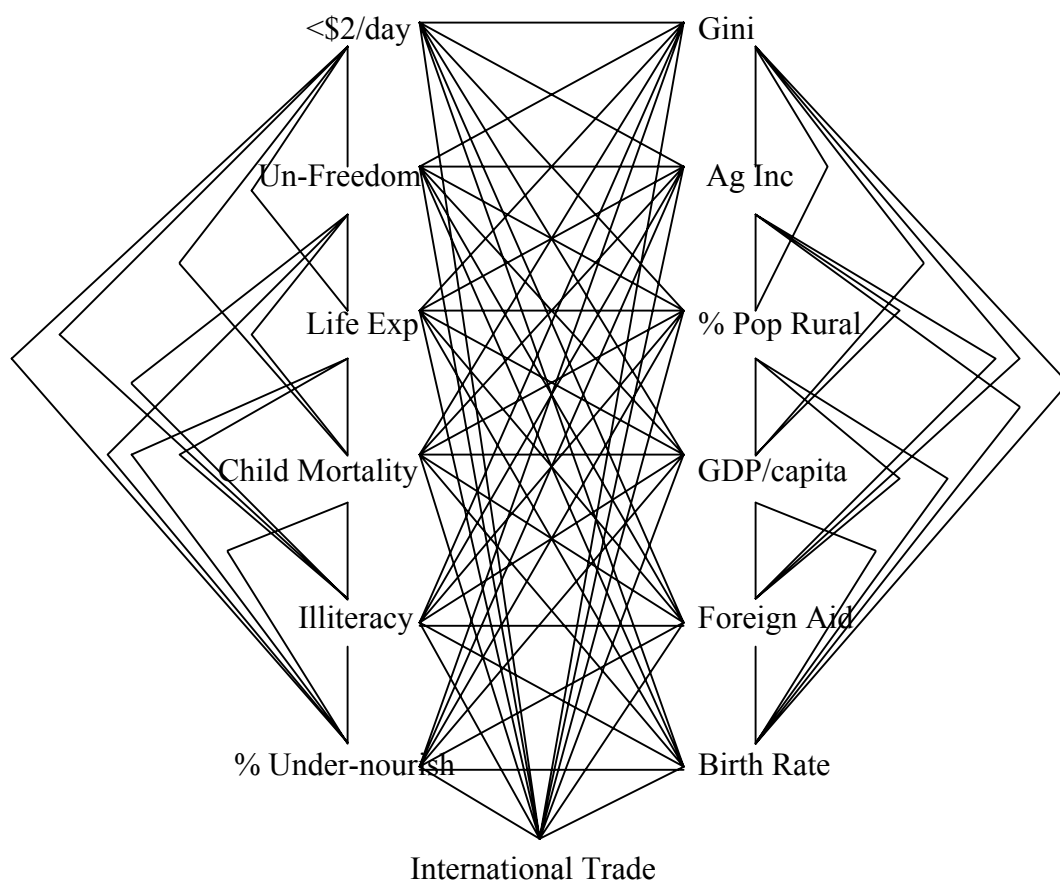 <$2/day
Gini
Un-Freedom
Ag Inc
Life Exp
% Pop Rural
Child Mortality
GDP/capita
Illiteracy
Foreign Aid
% Under-nourish
Birth Rate
International Trade